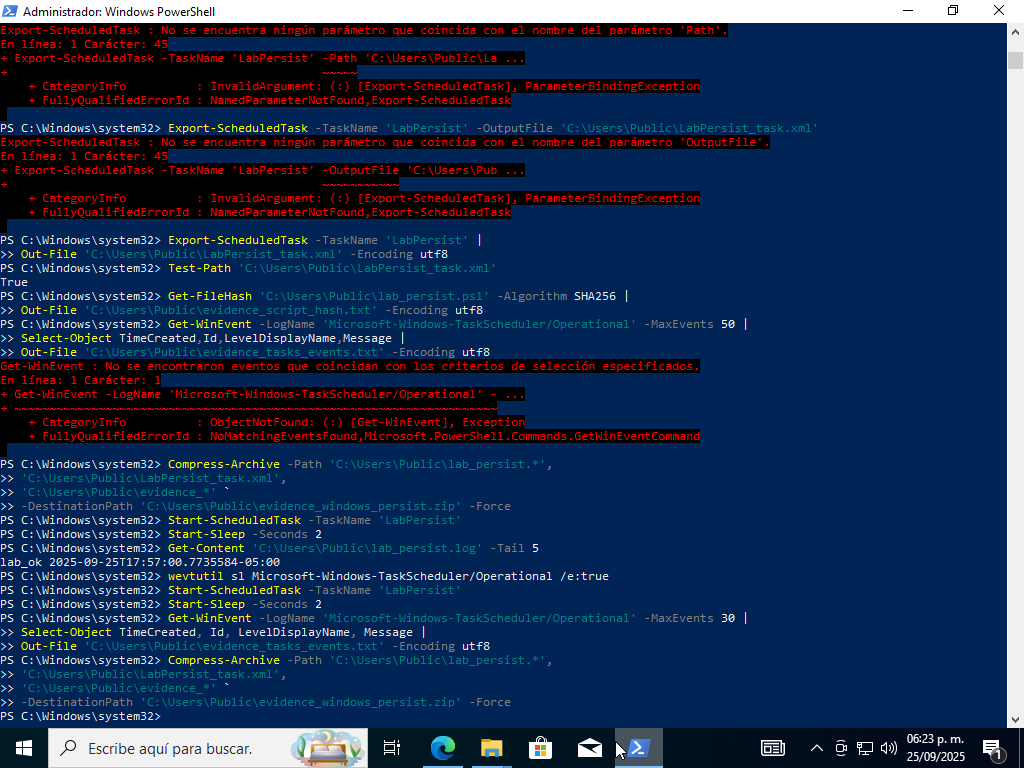 Administrador: Windows PowerShell
Export-ScheduledTask : No se encuentra ningún parámetro que coincida con el nombre del parámetro 'Path'.
En línea: 1 Carácter: 45
+ Export-ScheduledTask -TaskName 'LabPersist' -Path 'C:\Users\Public\La ...
+                                             ~~~~~
    + CategoryInfo          : InvalidArgument: (:) [Export-ScheduledTask], ParameterBindingException
    + FullyQualifiedErrorId : NamedParameterNotFound,Export-ScheduledTask
PS C:\Windows\system32> Export-ScheduledTask -TaskName 'LabPersist' -OutputFile 'C:\Users\Public\LabPersist_task.xml'
Export-ScheduledTask : No se encuentra ningún parámetro que coincida con el nombre del parámetro 'OutputFile'.
En línea: 1 Carácter: 45
+ Export-ScheduledTask -TaskName 'LabPersist' -OutputFile 'C:\Users\Pub ...
+                                             ~~~~~~~~~~~
    + CategoryInfo          : InvalidArgument: (:) [Export-ScheduledTask], ParameterBindingException
    + FullyQualifiedErrorId : NamedParameterNotFound,Export-ScheduledTask
PS C:\Windows\system32> Export-ScheduledTask -TaskName 'LabPersist' |
>> Out-File 'C:\Users\Public\LabPersist_task.xml' -Encoding utf8
PS C:\Windows\system32> Test-Path 'C:\Users\Public\LabPersist_task.xml'
True
PS C:\Windows\system32> Get-FileHash 'C:\Users\Public\lab_persist.ps1' -Algorithm SHA256 |
>> Out-File 'C:\Users\Public\evidence_script_hash.txt' -Encoding utf8
PS C:\Windows\system32> Get-WinEvent -LogName 'Microsoft-Windows-TaskScheduler/Operational' -MaxEvents 50 |
>> Select-Object TimeCreated,Id,LevelDisplayName,Message |
>> Out-File 'C:\Users\Public\evidence_tasks_events.txt' -Encoding utf8
Get-WinEvent : No se encontraron eventos que coincidan con los criterios de selección especificados.
En línea: 1 Carácter: 1
+ Get-WinEvent -LogName 'Microsoft-Windows-TaskScheduler/Operational' - ...
+ ~~~~~~~~~~~~~~~~~~~~~~~~~~~~~~~~~~~~~~~~~~~~~~~~~~~~~~~~~~~~~~~~~~~~~
    + CategoryInfo          : ObjectNotFound: (:) [Get-WinEvent], Exception
    + FullyQualifiedErrorId : NoMatchingEventsFound,Microsoft.PowerShell.Commands.GetWinEventCommand
PS C:\Windows\system32> Compress-Archive -Path 'C:\Users\Public\lab_persist.*',
>> 'C:\Users\Public\LabPersist_task.xml',
>> 'C:\Users\Public\evidence_*' `
>> -DestinationPath 'C:\Users\Public\evidence_windows_persist.zip' -Force
PS C:\Windows\system32> Start-ScheduledTask -TaskName 'LabPersist'
PS C:\Windows\system32> Start-Sleep -Seconds 2
PS C:\Windows\system32> Get-Content 'C:\Users\Public\lab_persist.log' -Tail 5
lab_ok 2025-09-25T17:57:00.7735584-05:00
PS C:\Windows\system32> wevtutil sl Microsoft-Windows-TaskScheduler/Operational /e:true
PS C:\Windows\system32> Start-ScheduledTask -TaskName 'LabPersist'
PS C:\Windows\system32> Start-Sleep -Seconds 2
PS C:\Windows\system32> Get-WinEvent -LogName 'Microsoft-Windows-TaskScheduler/Operational' -MaxEvents 30 |
>> Select-Object TimeCreated, Id, LevelDisplayName, Message |
>> Out-File 'C:\Users\Public\evidence_tasks_events.txt' -Encoding utf8
PS C:\Windows\system32> Compress-Archive -Path 'C:\Users\Public\lab_persist.*',
>> 'C:\Users\Public\LabPersist_task.xml',
>> 'C:\Users\Public\evidence_*' `
>> -DestinationPath 'C:\Users\Public\evidence_windows_persist.zip' -Force
PS C:\Windows\system32>
Escribe aquí para buscar.
06:23 p. m.
25/09/2025
1